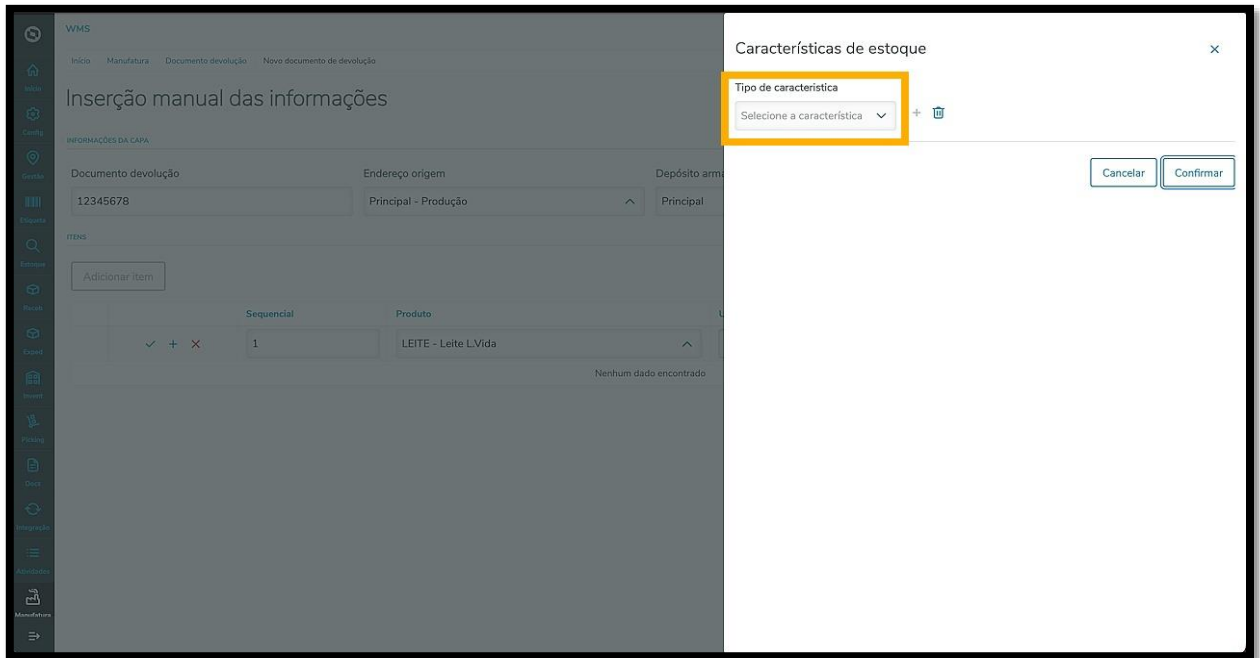 WMS
Início Manufatura Documento devolução Novo documento de devolução
Inserção manual das informações
INFORMAÇÕES DA CAPA
Documento devolução Endereço origem Depósito arma
12345678 Principal - Produção Principal
ITENS
Adicionar item
Sequencial Produto U
1 LEITE - Leite L.Vida
Nenhum dado encontrado
Início
Config
Gestão
Etiqueta
Estoque
Receb
Exped
Invent
Picking
Docs
Integração
Atividades
Manufatura
Características de estoque
Tipo de característica
Selecione a característica
Cancelar Confirmar